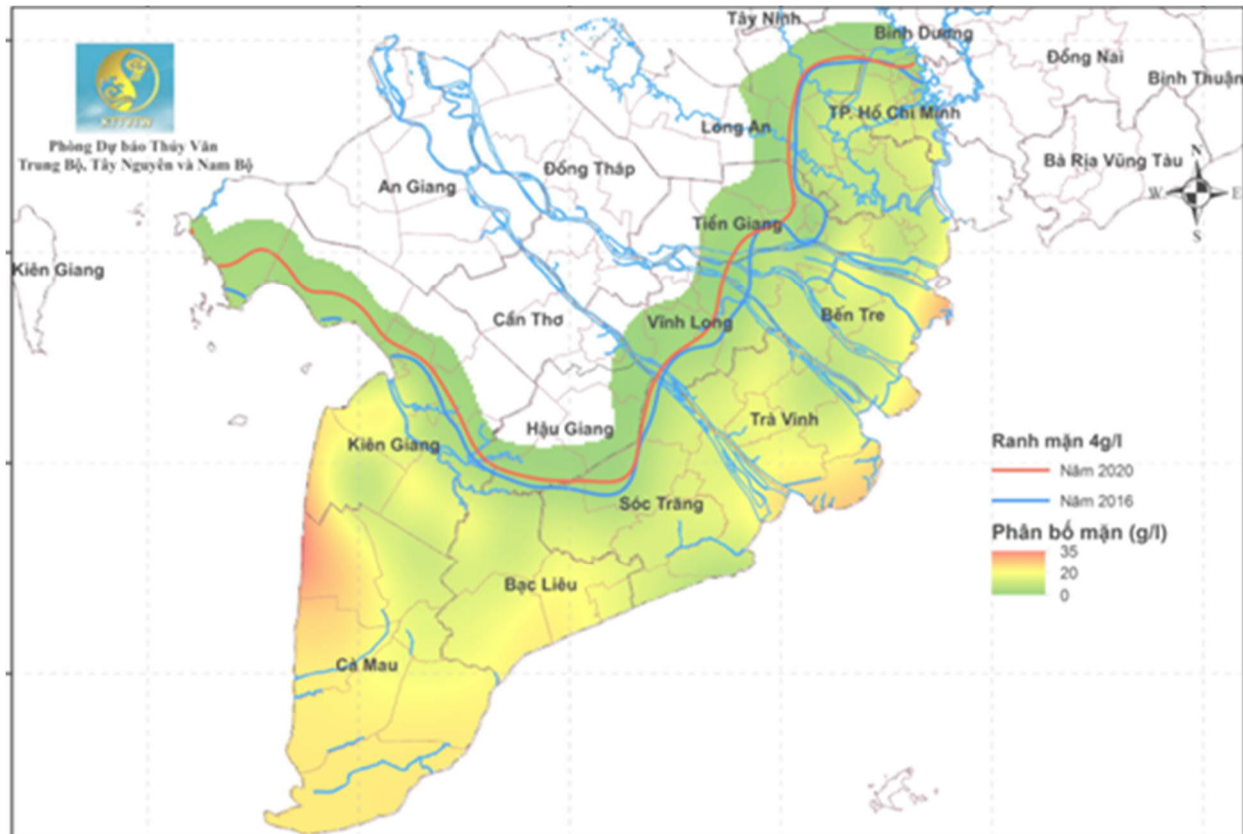 Tây Ninh
Bình Dương
Đồng Nai
Bình Thuận
KTTVTW
Phòng Dự báo Thủy Văn
Trung Bộ, Tây Nguyên và Nam Bộ
Long An
TP. Hồ Chí Minh
Bà Rịa Vũng Tàu
An Giang
Đồng Tháp
N
W
E
S
Tiền Giang
Kiên Giang
Cần Thơ
Vĩnh Long
Bến Tre
Hậu Giang
Trà Vinh
Kiên Giang
Ranh mặn 4g/l
Năm 2020
Năm 2016
Sóc Trăng
Phân bố mặn (g/l)
35
20
0
Bạc Liêu
Cà Mau